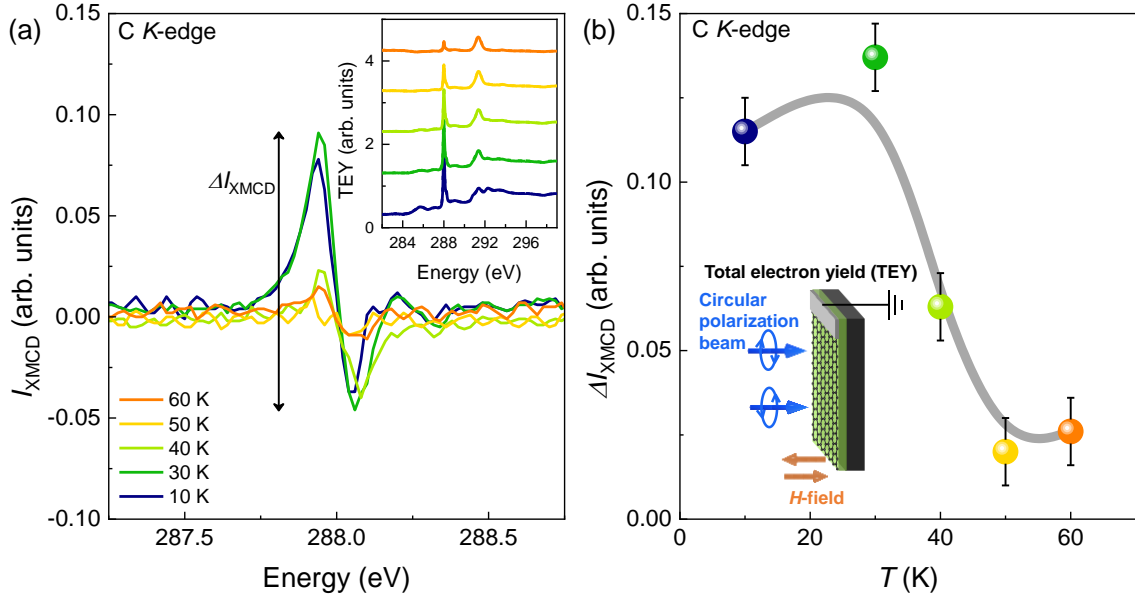 (a)
C K-edge
0.15
0.10
0.05
0.00
-0.05
-0.10
I_XMCD (arb. units)
ΔI_XMCD
60 K
50 K
40 K
30 K
10 K
287.5
288.0
288.5
Energy (eV)
4
2
0
TEY (arb. units)
284
288
292
296
Energy (eV)
(b)
C K-edge
0.15
0.10
0.05
0.00
ΔI_XMCD (arb. units)
Total electron yield (TEY)
Circular
polarization
beam
H-field
0
20
40
60
T (K)